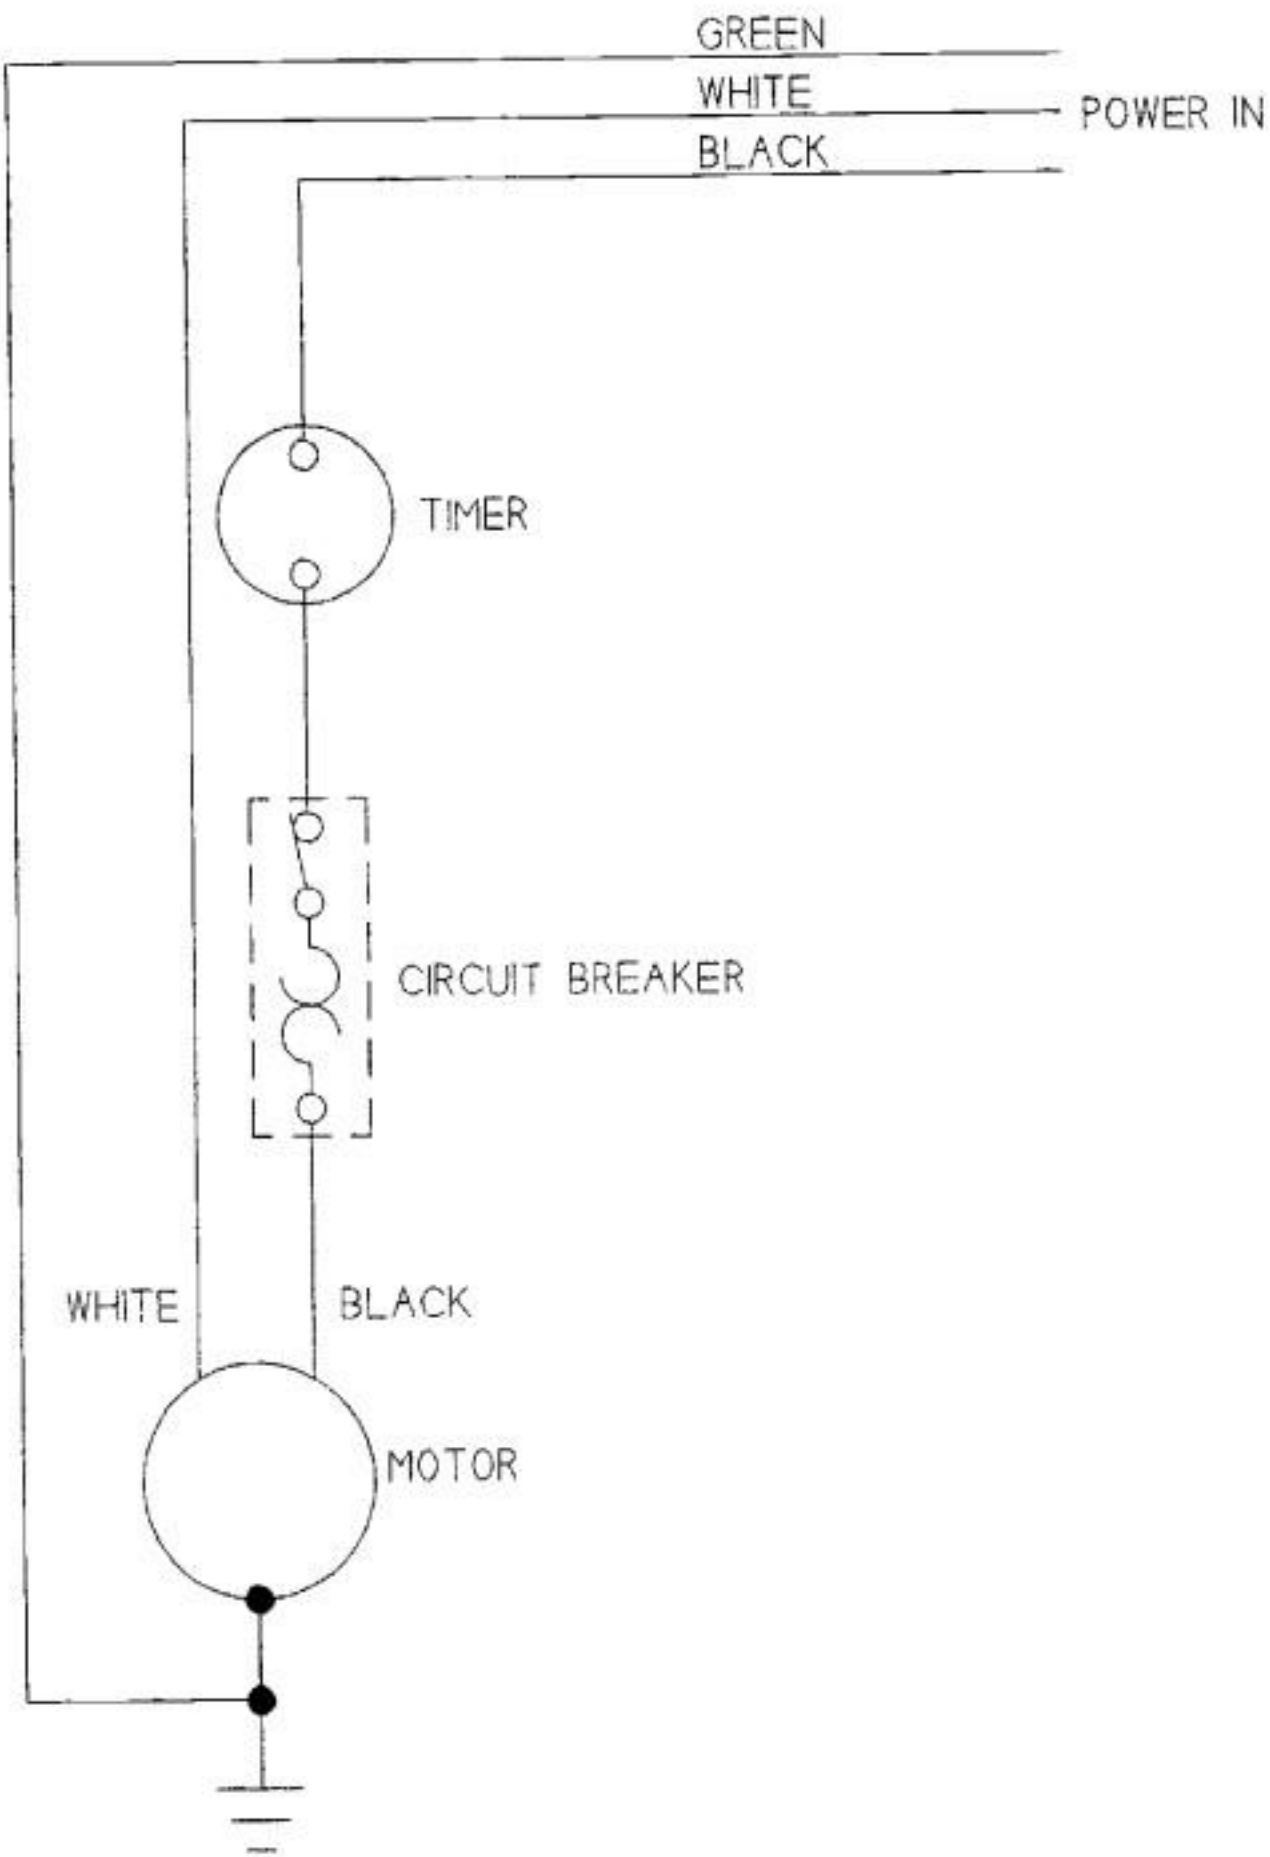 GREEN
WHITE
POWER IN
BLACK
TIMER
CIRCUIT BREAKER
WHITE
BLACK
MOTOR